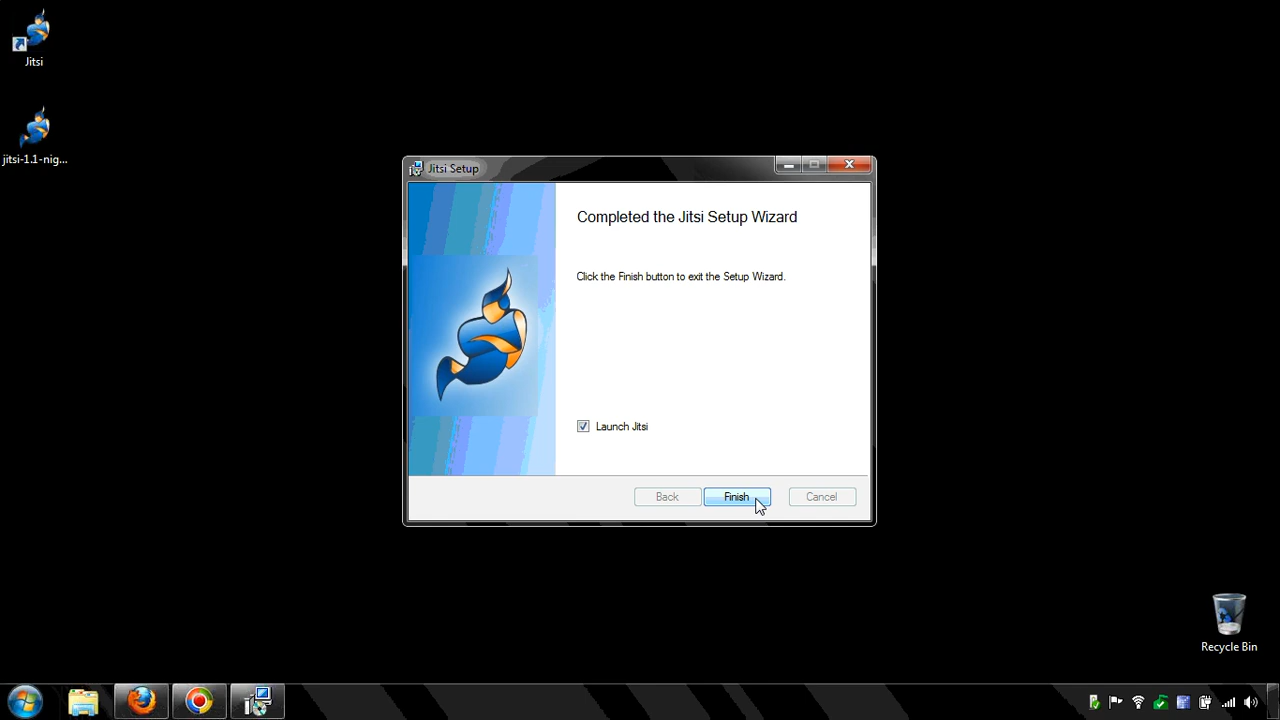 Jitsi
jitsi-1.1-nig...
Jitsi Setup
Completed the Jitsi Setup Wizard
Click the Finish button to exit the Setup Wizard.
Launch Jitsi
Back
Finish
Cancel
Recycle Bin